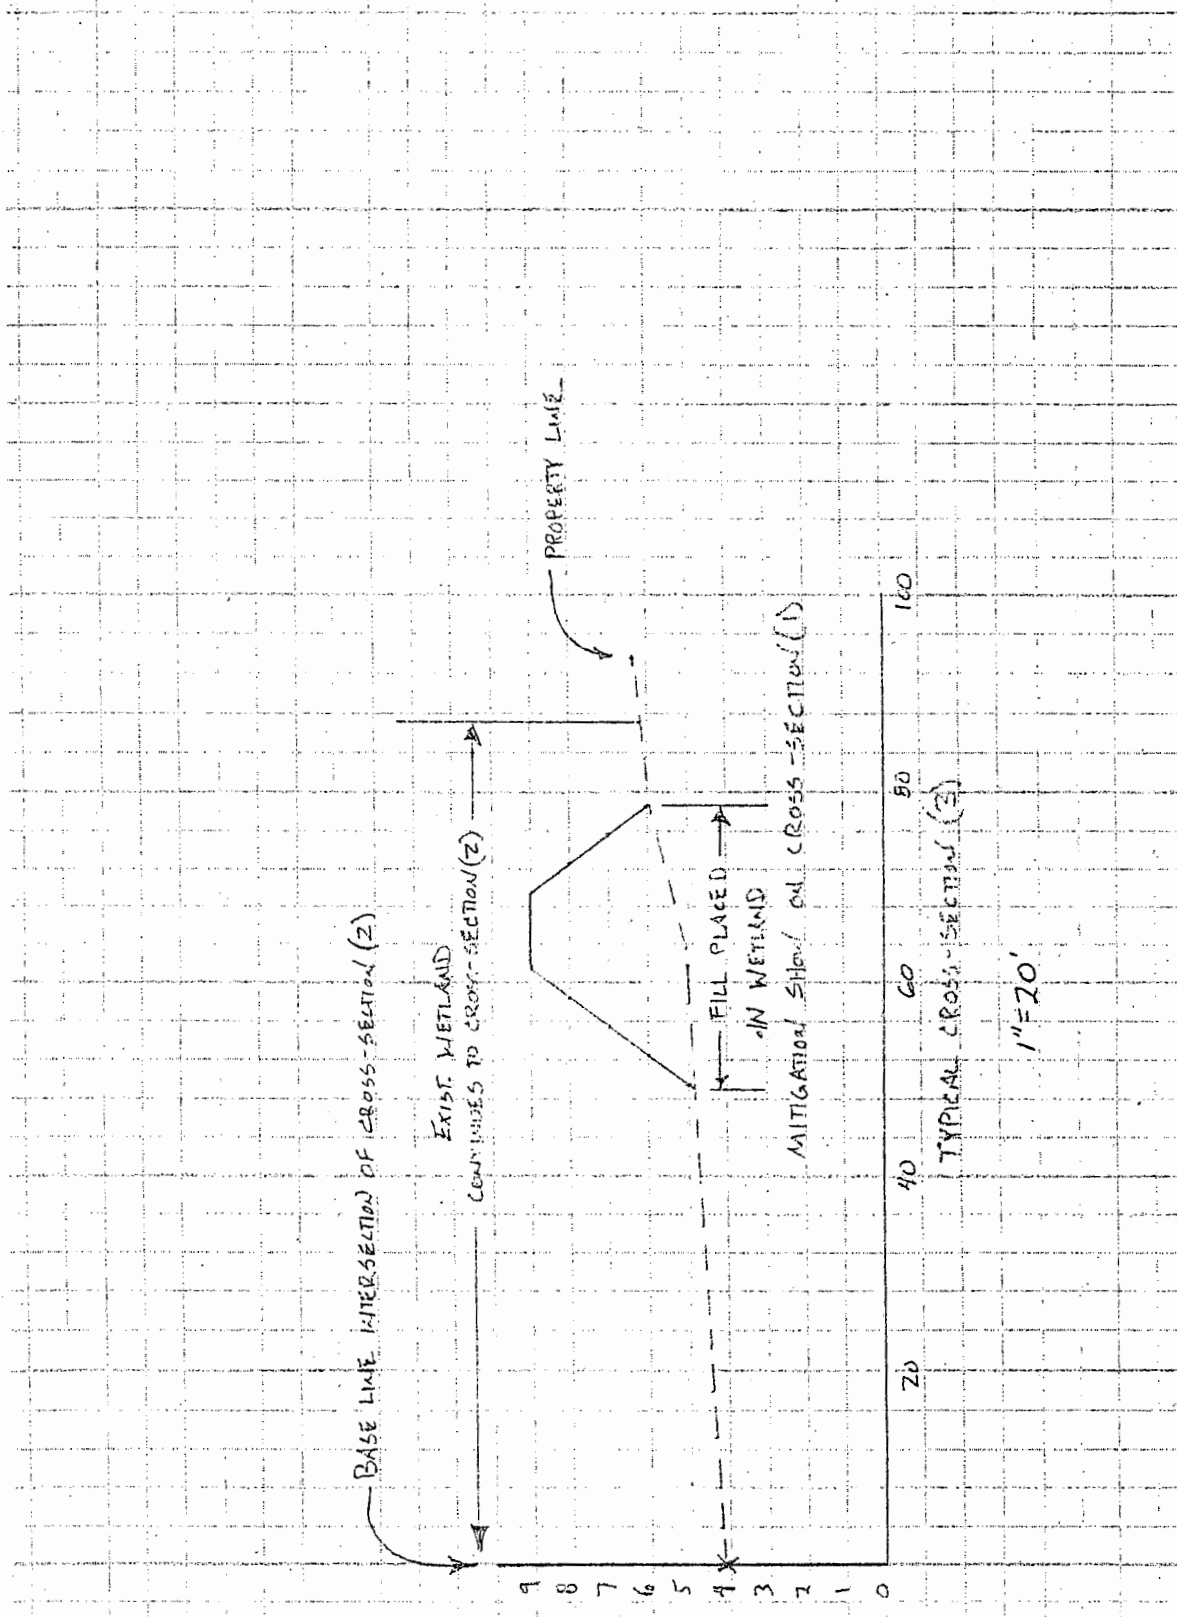 BASE LINE INTERSECTION OF CROSS-SECTION (2)
EXIST. WETLAND
CONTINUES TO CROSS-SECTION (2)
PROPERTY LINE
FILL PLACED
IN WETLAND
MITIGATION SHOW ON CROSS-SECTION (1)
9
8
7
6
5
4
3
2
1
0
20
40
60
80
100
TYPICAL CROSS-SECTION (3)
1"=20'